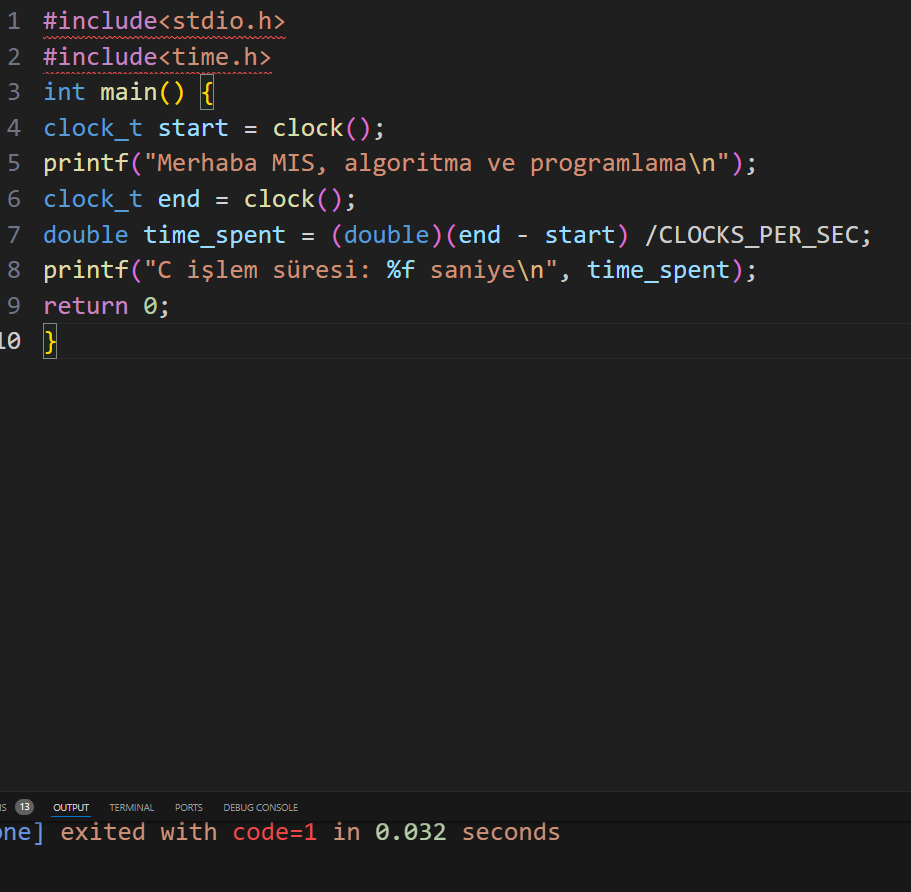 1 #include<stdio.h>
2 #include<time.h>
3 int main() {
4 clock_t start = clock();
5 printf("Merhaba MIS, algoritma ve programlama\n");
6 clock_t end = clock();
7 double time_spent = (double)(end - start) /CLOCKS_PER_SEC;
8 printf("C işlem süresi: %f saniye\n", time_spent);
9 return 0;
10 }
13 OUTPUT TERMINAL PORTS DEBUG CONSOLE
exited with code=1 in 0.032 seconds